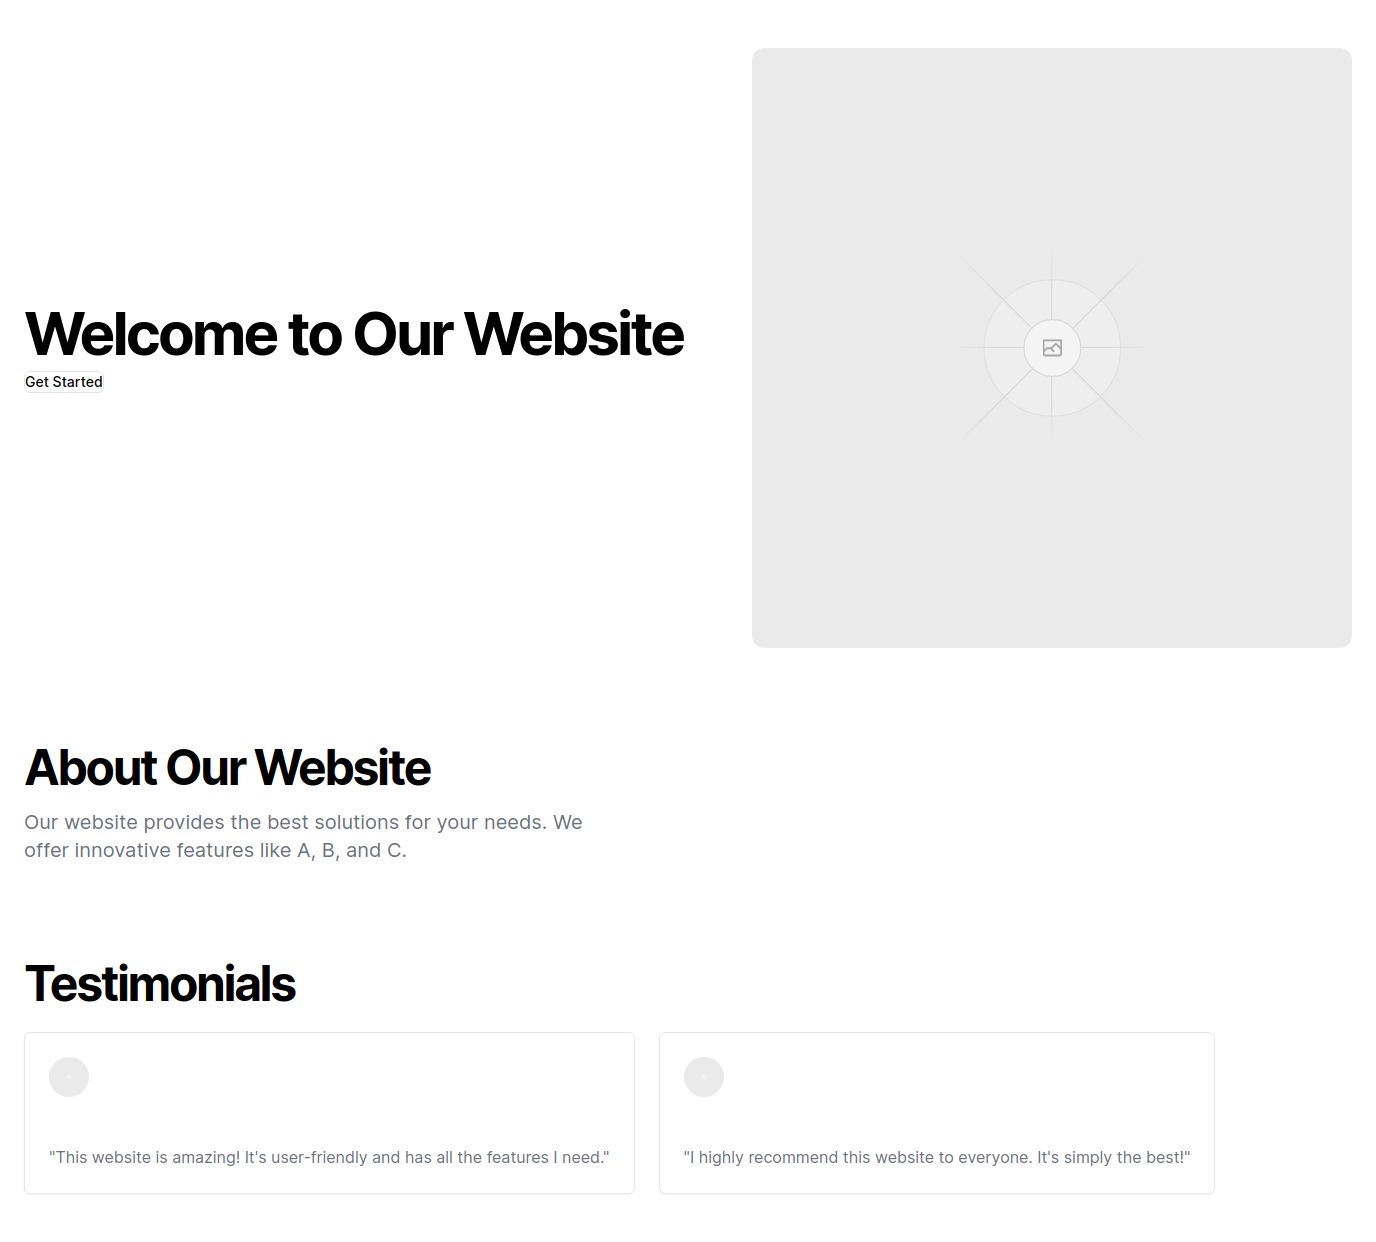 Welcome to Our Website
Get Started
About Our Website
Our website provides the best solutions for your needs. We
offer innovative features like A, B, and C.
Testimonials
"This website is amazing! It's user-friendly and has all the features I need."
"I highly recommend this website to everyone. It's simply the best!"